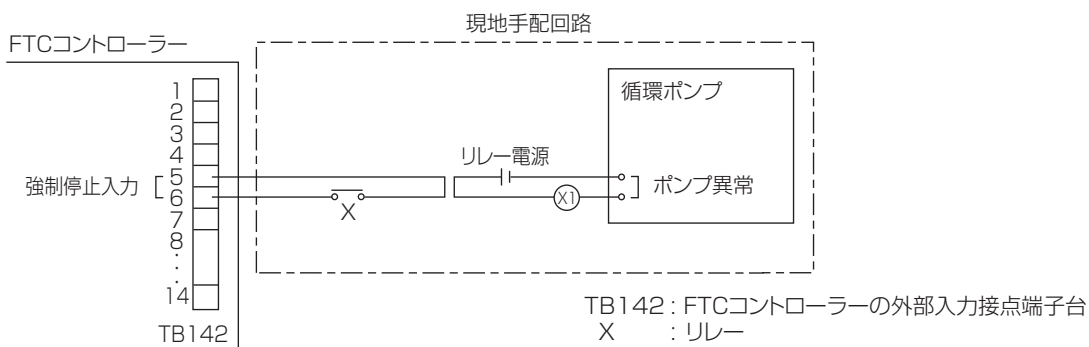 現地手配回路
FTCコントローラー
循環ポンプ
1
2
3
4
リレー電源
強制停止入力
5
6
X
X1
ポンプ異常
7
8
:
14
TB142
TB142 : FTCコントローラーの外部入力接点端子台
X : リレー